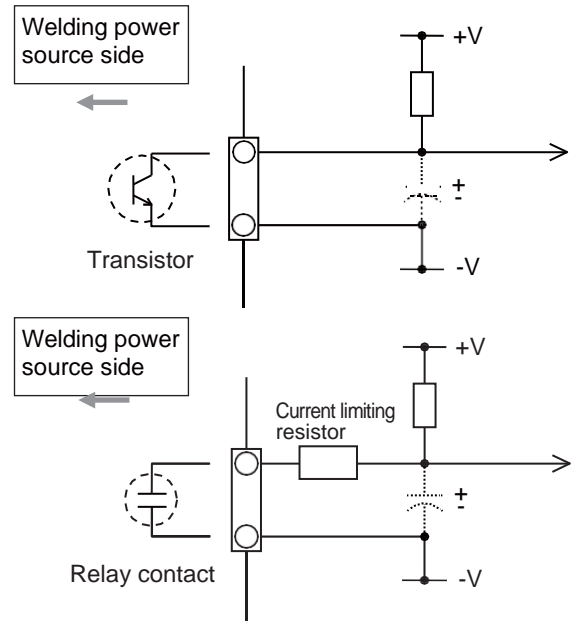 Welding power
source side
+V
+
-
Transistor
-V
Welding power
source side
+V
Current limiting
resistor
+
-
Relay contact
-V